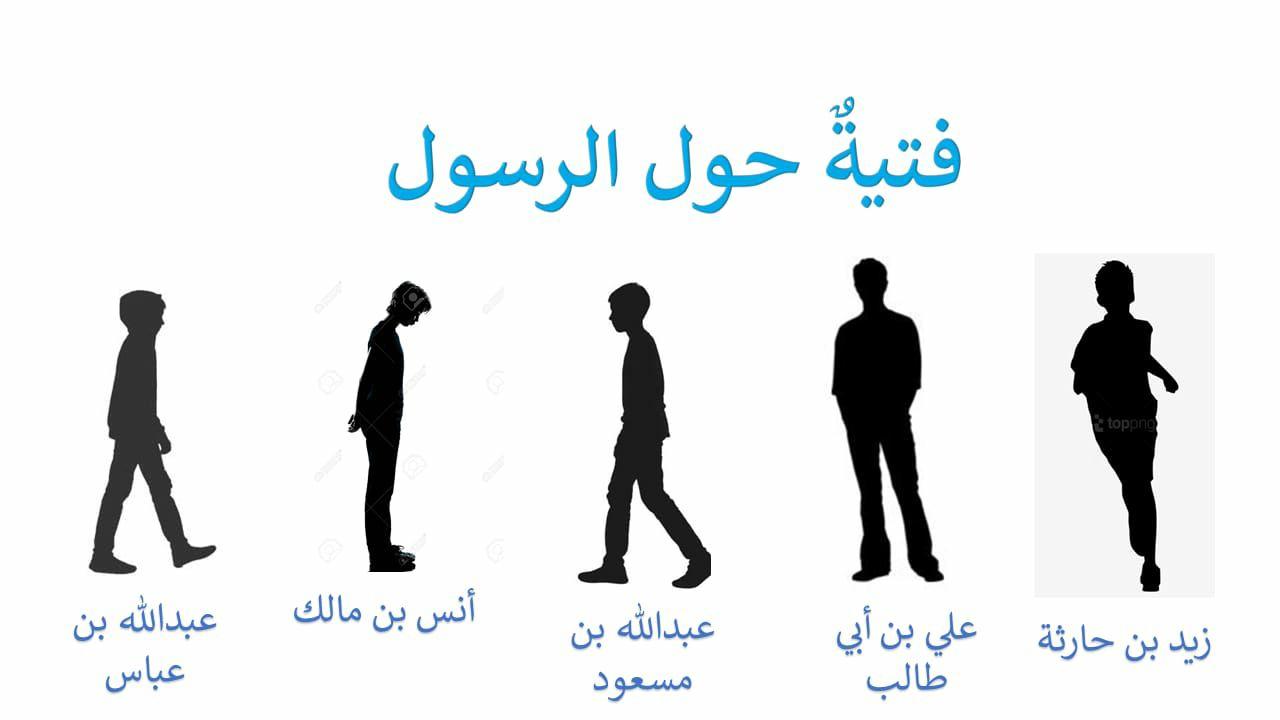 فتيةٌ حول الرسول
toppng
زيد بن حارثة
علي بن أبي
طالب
عبدالله بن
مسعود
أنس بن مالك
عبدالله بن
عباس